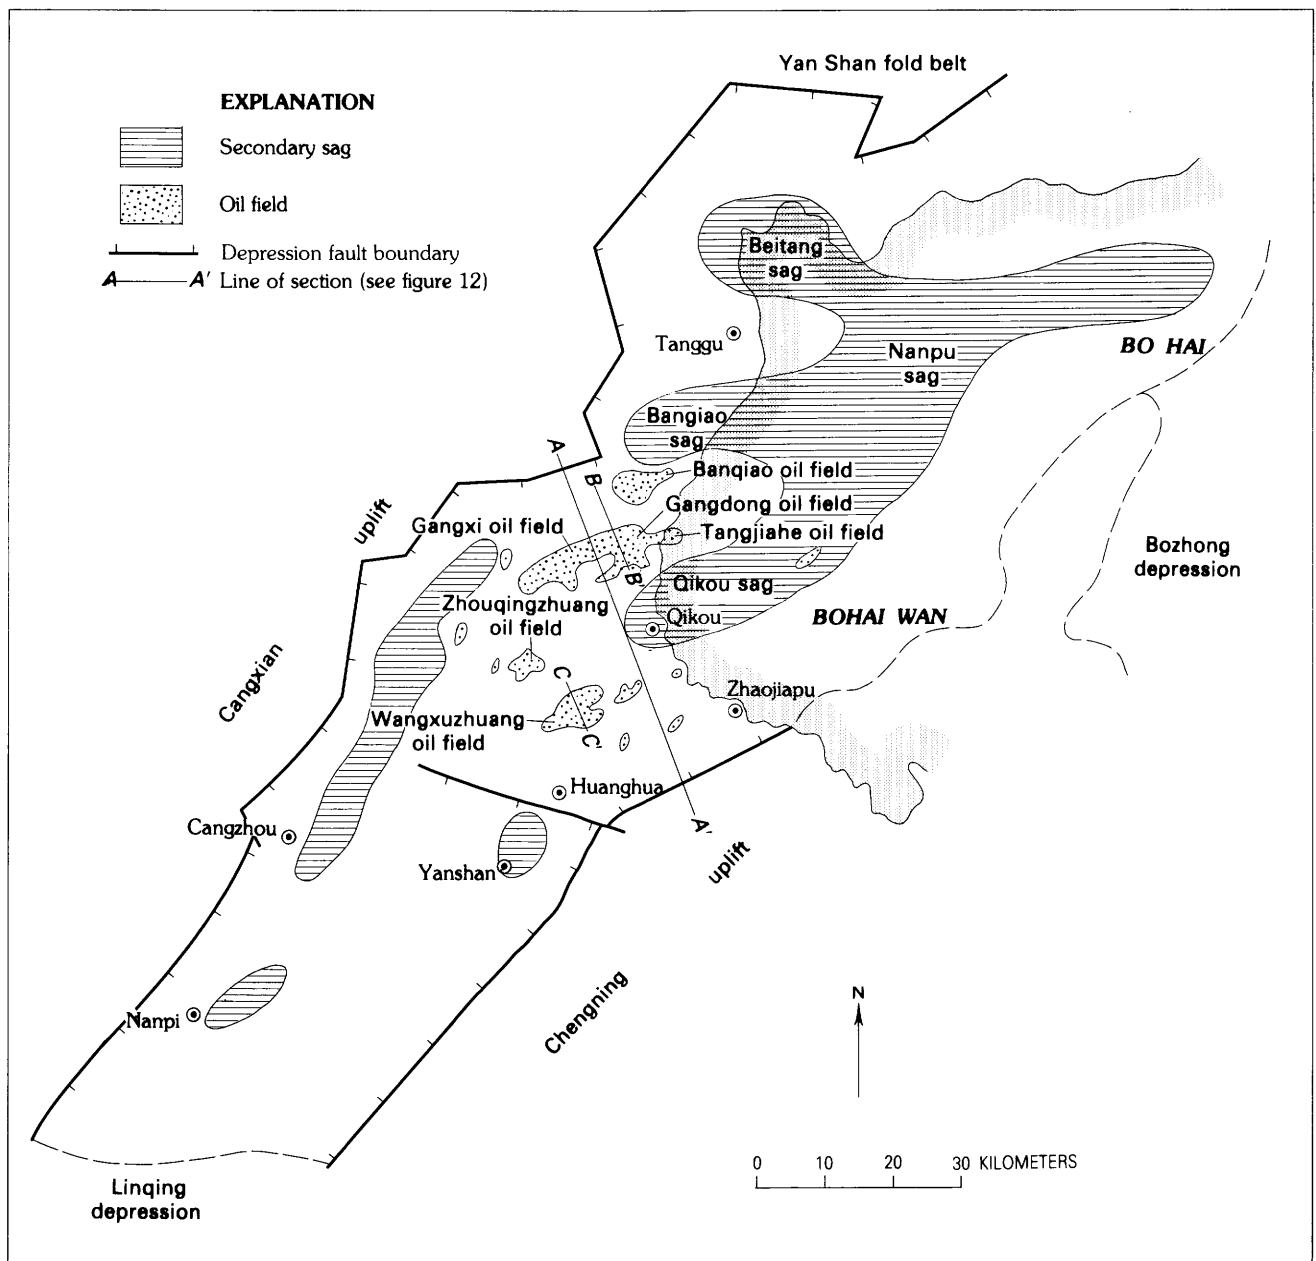 Yan Shan fold belt
EXPLANATION
Secondary sag
Oil field
Depression fault boundary
A A' Line of section (see figure 12)
Beitang
sag
Tanggu
Nanpu
sag
BO HAI
Bangiao
sag
A
B
Banqiao oil field
Gangdong oil field
uplift
Gangxi oil field
Tangjiahe oil field
Bozhong
depression
B'
Qikou sag
Zhouqingzhuang
oil field
Qikou
BOHAI WAN
C
Cangxian
Zhaojiapu
Wangxuzhuang
oil field
C'
Huanghua
Cangzhou
A'
uplift
Yanshan
Chengning
Nanpi
N
0 10 20 30 KILOMETERS
Linqing
depression